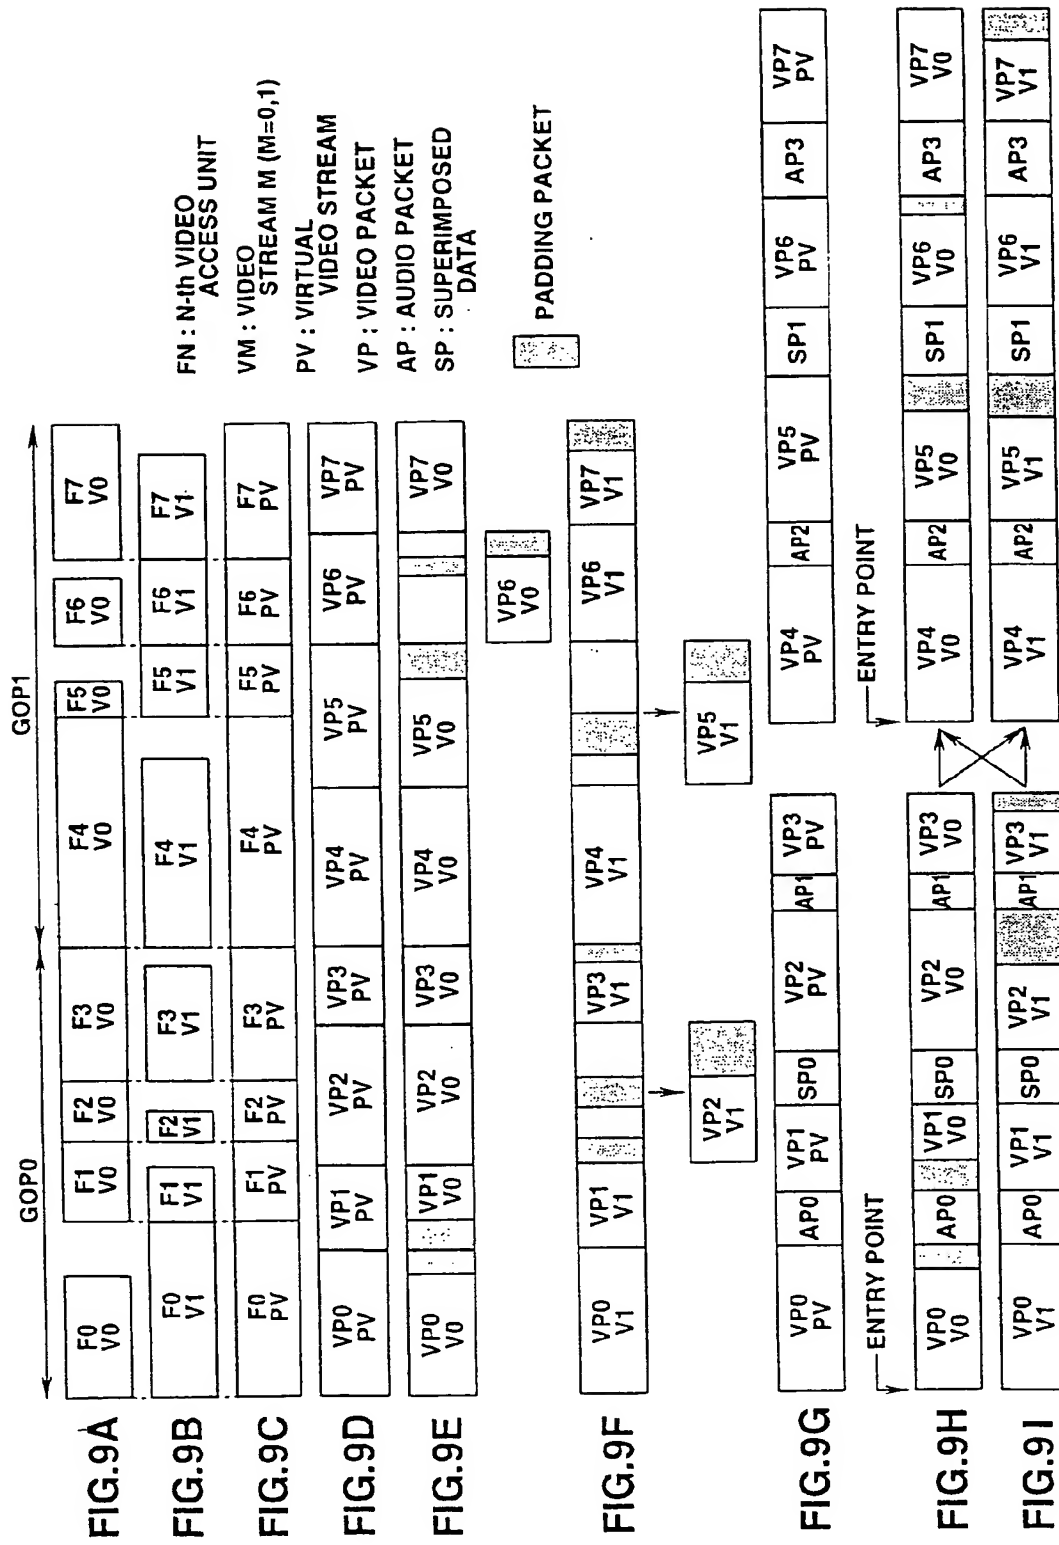 GOP0
GOP1
FIG.9A
F0
V0
F1
V0
F2
V0
F3
V0
F4
V0
F5
V0
F6
V0
F7
V0
FIG.9B
F0
V1
F1
V1
F2
V1
F3
V1
F4
V1
F5
V1
F6
V1
F7
V1
FIG.9C
F0
PV
F1
PV
F2
PV
F3
PV
F4
PV
F5
PV
F6
PV
F7
PV
FIG.9D
VP0
PV
VP1
PV
VP2
PV
VP3
PV
VP4
PV
VP5
PV
VP6
PV
VP7
PV
FIG.9E
VP0
V0
VP1
V0
VP2
V0
VP3
V0
VP4
V0
VP5
V0
VP7
V0
VP6
V0
FN : N-th VIDEO
ACCESS UNIT
VM : VIDEO
STREAM M (M=0,1)
PV : VIRTUAL
VIDEO STREAM
VP : VIDEO PACKET
AP : AUDIO PACKET
SP : SUPERIMPOSED
DATA
PADDING PACKET
FIG.9F
VP0
V1
VP1
V1
VP3
V1
VP4
V1
VP6
V1
VP7
V1
VP2
V1
VP5
V1
FIG.9G
VP0
PV
AP0
VP1
PV
SP0
VP2
PV
AP1
VP3
PV
VP4
PV
AP2
VP5
PV
SP1
VP6
PV
AP3
VP7
PV
ENTRY POINT
ENTRY POINT
FIG.9H
VP0
V0
AP0
VP1
V0
SP0
VP2
V0
AP1
VP3
V0
VP4
V0
AP2
VP5
V0
SP1
VP6
V0
AP3
VP7
V0
FIG.9I
VP0
V1
AP0
VP1
V1
SP0
VP2
V1
AP1
VP3
V1
VP4
V1
AP2
VP5
V1
SP1
VP6
V1
AP3
VP7
V1